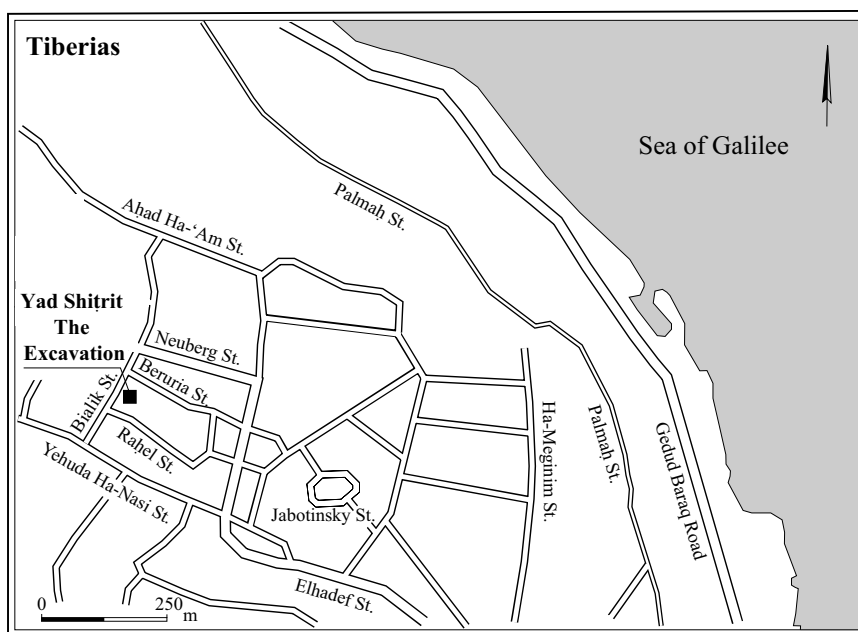 Tiberias
Sea of Galilee
Palmaḥ St.
Aḥad Ha-‘Am St.
Yad Shiṭrit
The
Excavation
Neuberg St.
Beruria St.
Bialik St.
Raḥel St.
Yehuda Ha-Nasi St.
Jabotinsky St.
Elhadef St.
Ha-Meginim St.
Palmaḥ St.
Gedud Baraq Road
0 250
m